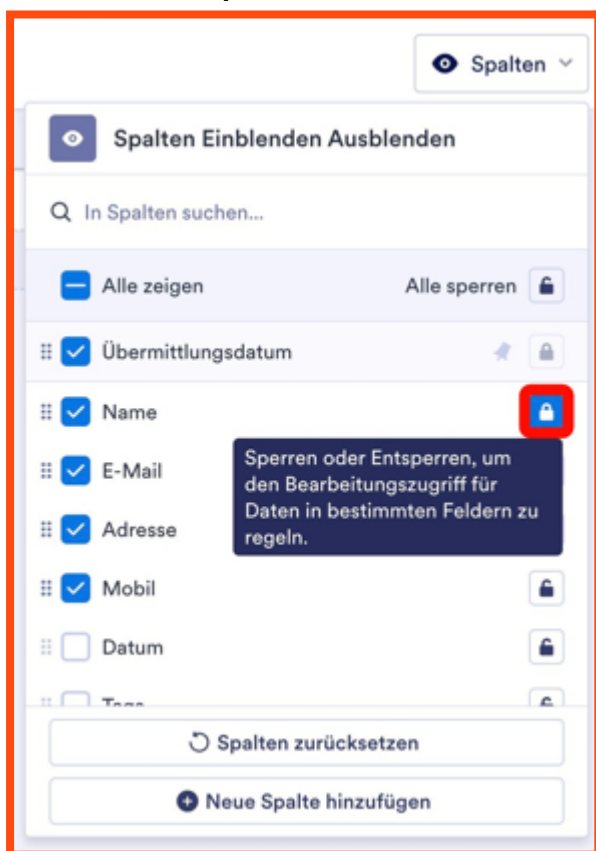 Spalten
Spalten Einblenden Ausblenden
In Spalten suchen...
Alle zeigen Alle sperren
Übermittlungsdatum
Name
E-Mail
Sperren oder Entsperren, um
den Bearbeitungszugriff für
Daten in bestimmten Feldern zu
regeln.
Adresse
Mobil
Datum
Spalten zurücksetzen
Neue Spalte hinzufügen